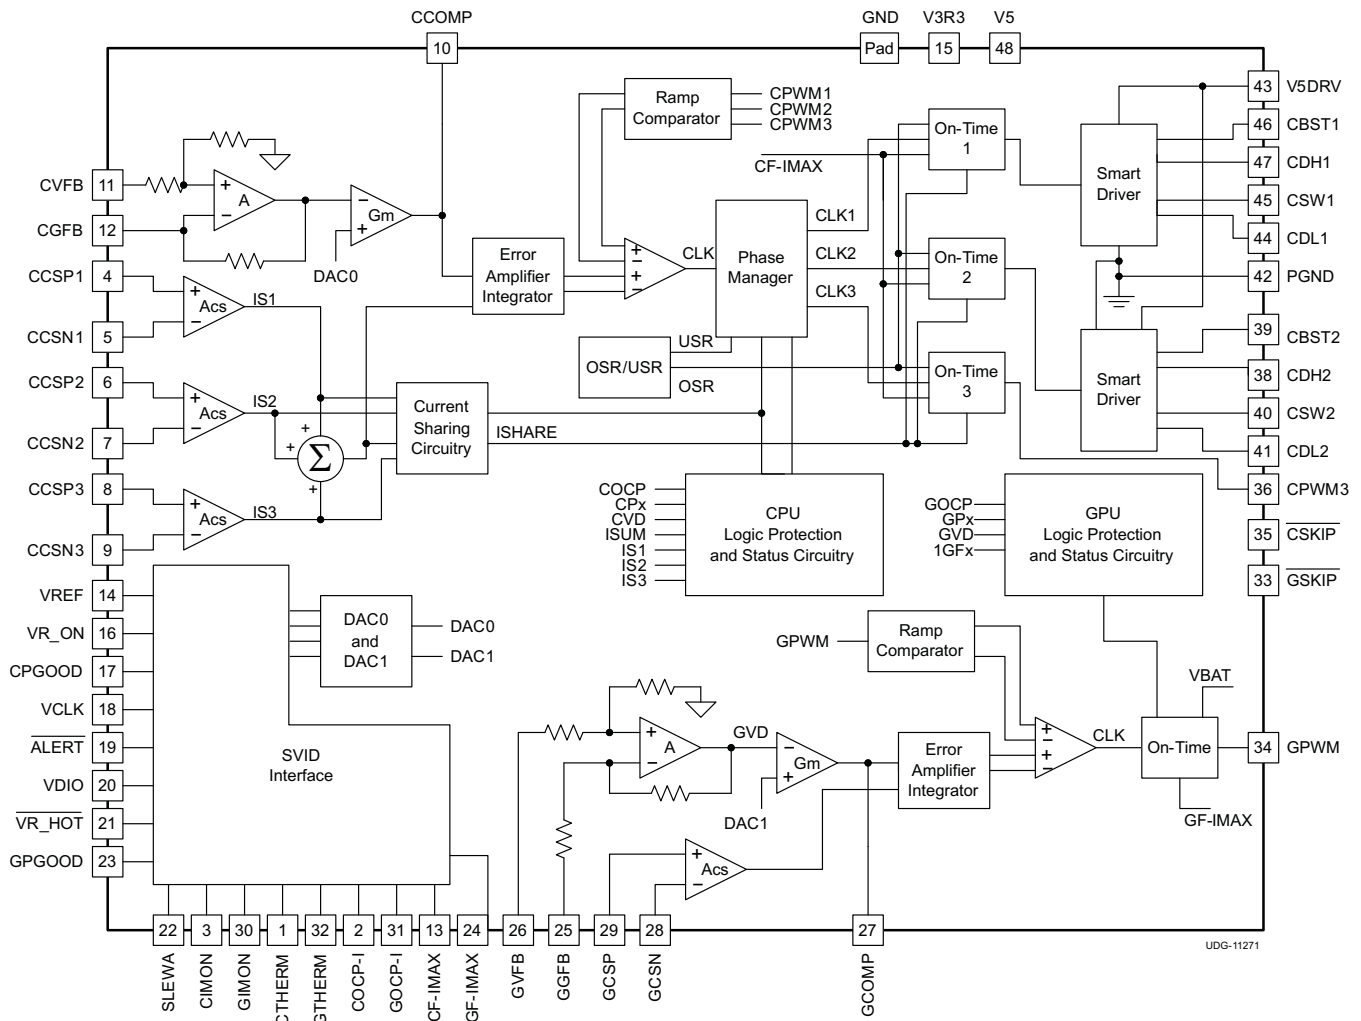 CCOMP
GND
V3R3
V5
10
Pad
15
48
43
V5DRV
46
CBST1
47
CDH1
45
CSW1
44
CDL1
42
PGND
39
CBST2
38
CDH2
40
CSW2
41
CDL2
36
CPWM3
35
CSKIP
33
GSKIP
34
GPWM
CVFB
11
CGFB
12
CCSP1
4
CCSN1
5
CCSP2
6
CCSN2
7
CCSP3
8
CCSN3
9
VREF
14
VR_ON
16
CPGOOD
17
VCLK
18
ALERT
19
VDIO
20
VR_HOT
21
GPGOOD
23
+
A
−
−
Gm
+
DAC0
+
Acs
−
IS1
+
Acs
−
IS2
+
Acs
−
IS3
+
+
Σ
+
Ramp
Comparator
CPWM1
CPWM2
CPWM3
CF-IMAX
Error
Amplifier
Integrator
+
−
+
−
CLK
Phase
Manager
CLK1
CLK2
CLK3
On-Time
1
On-Time
2
On-Time
3
Smart
Driver
Smart
Driver
OSR/USR
USR
OSR
Current
Sharing
Circuitry
ISHARE
COCP
CPx
CVD
ISUM
IS1
IS2
IS3
CPU
Logic Protection
and Status Circuitry
GOCP
GPx
GVD
1GFx
GPU
Logic Protection
and Status Circuitry
SVID
Interface
DAC0
and
DAC1
DAC0
DAC1
GPWM
Ramp
Comparator
+
A
−
GVD
−
Gm
+
DAC1
+
Acs
−
Error
Amplifier
Integrator
+
−
+
−
CLK
On-Time
VBAT
GF-IMAX
22
3
30
1
32
2
31
13
24
26
25
29
28
27
SLEWA
CIMON
GIMON
CTHERM
GTHERM
COCP-I
GOCP-I
CF-IMAX
GF-IMAX
GVFB
GGFB
GCSP
GCSN
GCOMP
UDG-11271